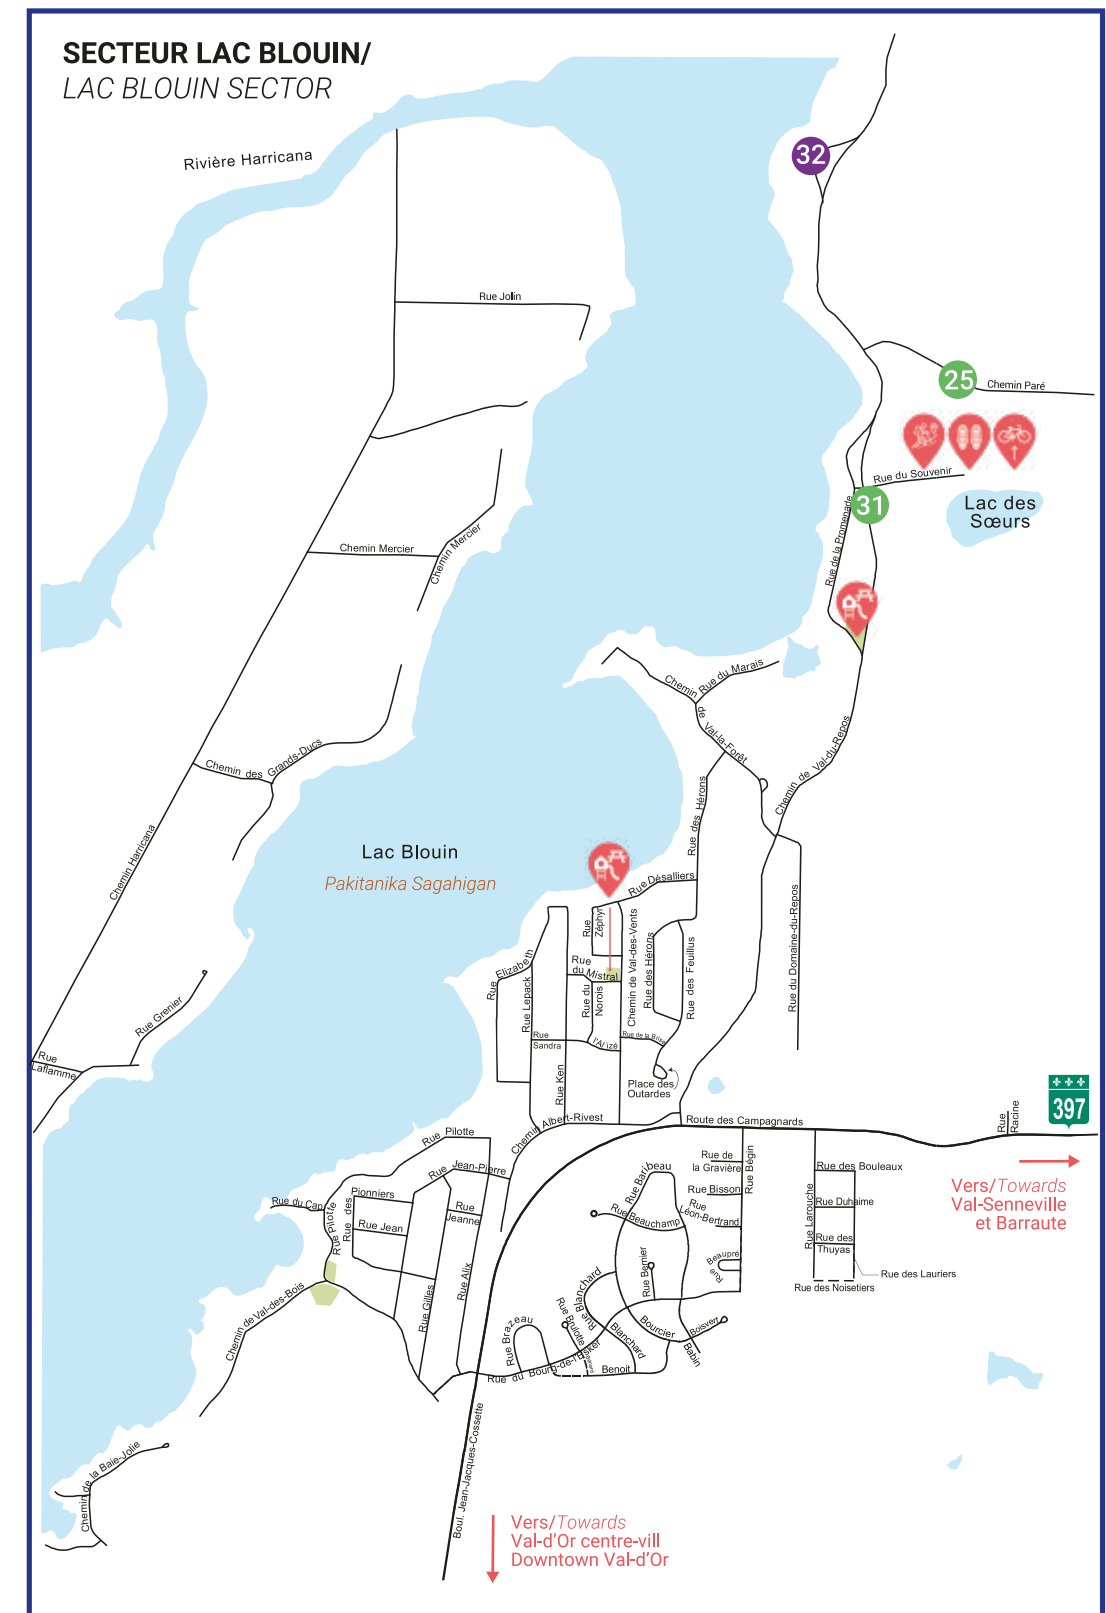 SECTEUR LAC BLOUIN/
LAC BLOUIN SECTOR
Rivière Harricana
32
Rue Jolin
25
Chemin Paré
Rue du Souvenir
31
Lac des
Sœurs
Rue de la Promenade
Chemin Mercier
Chemin Mercier
Chemin
Rue du Marais
de
Val-la-Forêt
Chemin de Val-du-Repos
Chemin des Grands-Ducs
Rue des Hérons
Chemin Harricana
Lac Blouin
Pakitanika Sagahigan
Rue Désalliers
Rue
Zéphyr
Chemin de Val-des-Vents
Rue des Hérons
Rue des Feuillus
Rue du Domaine-du-Repos
Rue Elizabeth
Rue Lepack
Rue
du Mistral
Rue du
Norois
Rue Grenier
Rue
Sandra
l'Alizé
Rue de la Brise
Rue
Laflamme
Rue Ken
Place des
Outardes
Chemin Albert-Rivest
Route des Campagnards
Rue
Racine
397
Rue Pilotte
Rue Jean-Pierre
Rue de
la Gravière
Rue Bégin
Rue des Bouleaux
Vers/Towards
Val-Senneville
et Barraute
Rue du Cap
Rue Pilotte
Rue des
Pionniers
Rue Jean
Rue
Jeanne
Rue Baribeau
Rue Beauchamp
Rue Bisson
Rue
Léon-Bertrand
Rue Larouche
Rue Duhaime
Rue des
Thuyas
Rue des Lauriers
Rue des Noisetiers
Rue
Beaupré
Rue Bernier
Rue Blanchard
Rue Alix
Rue Gilles
Chemin de Val-des-Bois
Rue Brazeau
Rue Brulotte
Blanchard
Bourcier
Boisvert
Babin
Benoit
Rue du Bourg-de-l'Esker
Boul. Jean-Jacques-Cossette
Chemin de la Baie-Jolie
Vers/Towards
Val-d'Or centre-vill
Downtown Val-d'Or